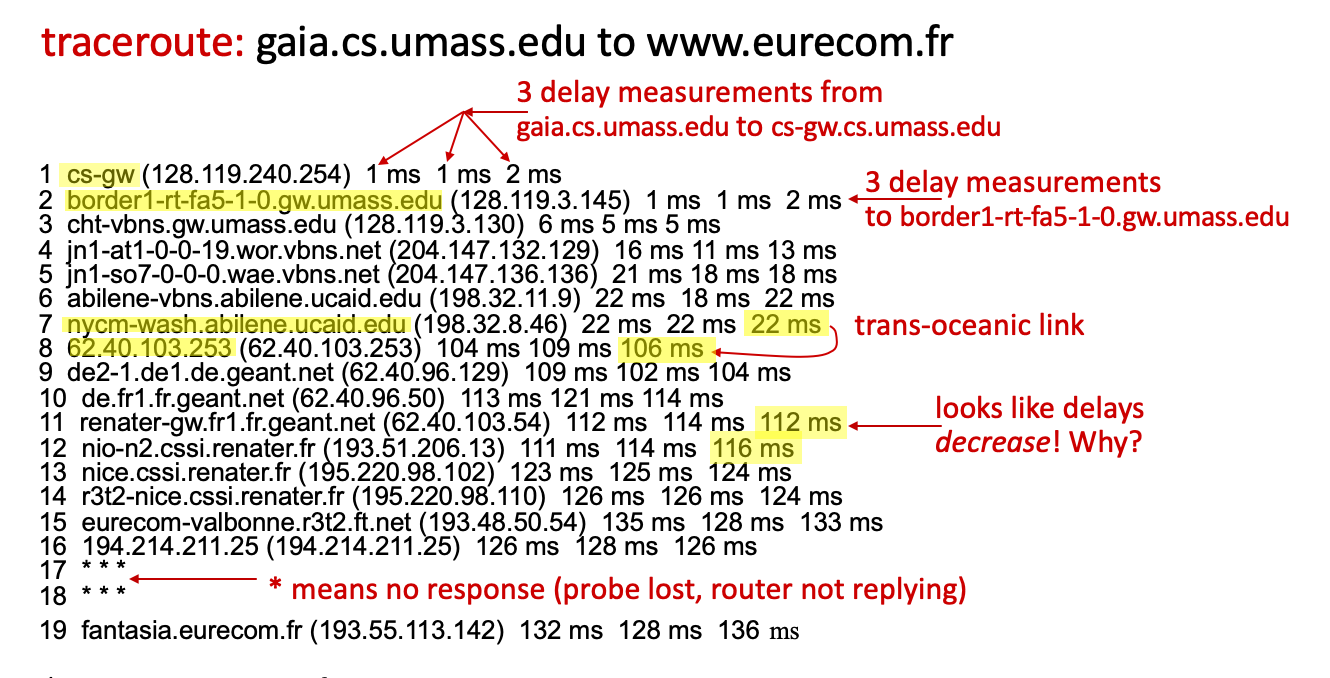 traceroute: gaia.cs.umass.edu to www.eurecom.fr
3 delay measurements from
gaia.cs.umass.edu to cs-gw.cs.umass.edu
1 cs-gw (128.119.240.254) 1 ms 1 ms 2 ms
2 border1-rt-fa5-1-0.gw.umass.edu (128.119.3.145) 1 ms 1 ms 2 ms
3 delay measurements
to border1-rt-fa5-1-0.gw.umass.edu
3 cht-vbns.gw.umass.edu (128.119.3.130) 6 ms 5 ms 5 ms
4 jn1-at1-0-0-19.wor.vbns.net (204.147.132.129) 16 ms 11 ms 13 ms
5 jn1-so7-0-0-0.wae.vbns.net (204.147.136.136) 21 ms 18 ms 18 ms
6 abilene-vbns.abilene.ucaid.edu (198.32.11.9) 22 ms 18 ms 22 ms
7 nycm-wash.abilene.ucaid.edu (198.32.8.46) 22 ms 22 ms 22 ms
trans-oceanic link
8 62.40.103.253 (62.40.103.253) 104 ms 109 ms 106 ms
9 de2-1.de1.de.geant.net (62.40.96.129) 109 ms 102 ms 104 ms
10 de.fr1.fr.geant.net (62.40.96.50) 113 ms 121 ms 114 ms
11 renater-gw.fr1.fr.geant.net (62.40.103.54) 112 ms 114 ms 112 ms
looks like delays
decrease! Why?
12 nio-n2.cssi.renater.fr (193.51.206.13) 111 ms 114 ms 116 ms
13 nice.cssi.renater.fr (195.220.98.102) 123 ms 125 ms 124 ms
14 r3t2-nice.cssi.renater.fr (195.220.98.110) 126 ms 126 ms 124 ms
15 eurecom-valbonne.r3t2.ft.net (193.48.50.54) 135 ms 128 ms 133 ms
16 194.214.211.25 (194.214.211.25) 126 ms 128 ms 126 ms
17 * * *
18 * * *
* means no response (probe lost, router not replying)
19 fantasia.eurecom.fr (193.55.113.142) 132 ms 128 ms 136 ms